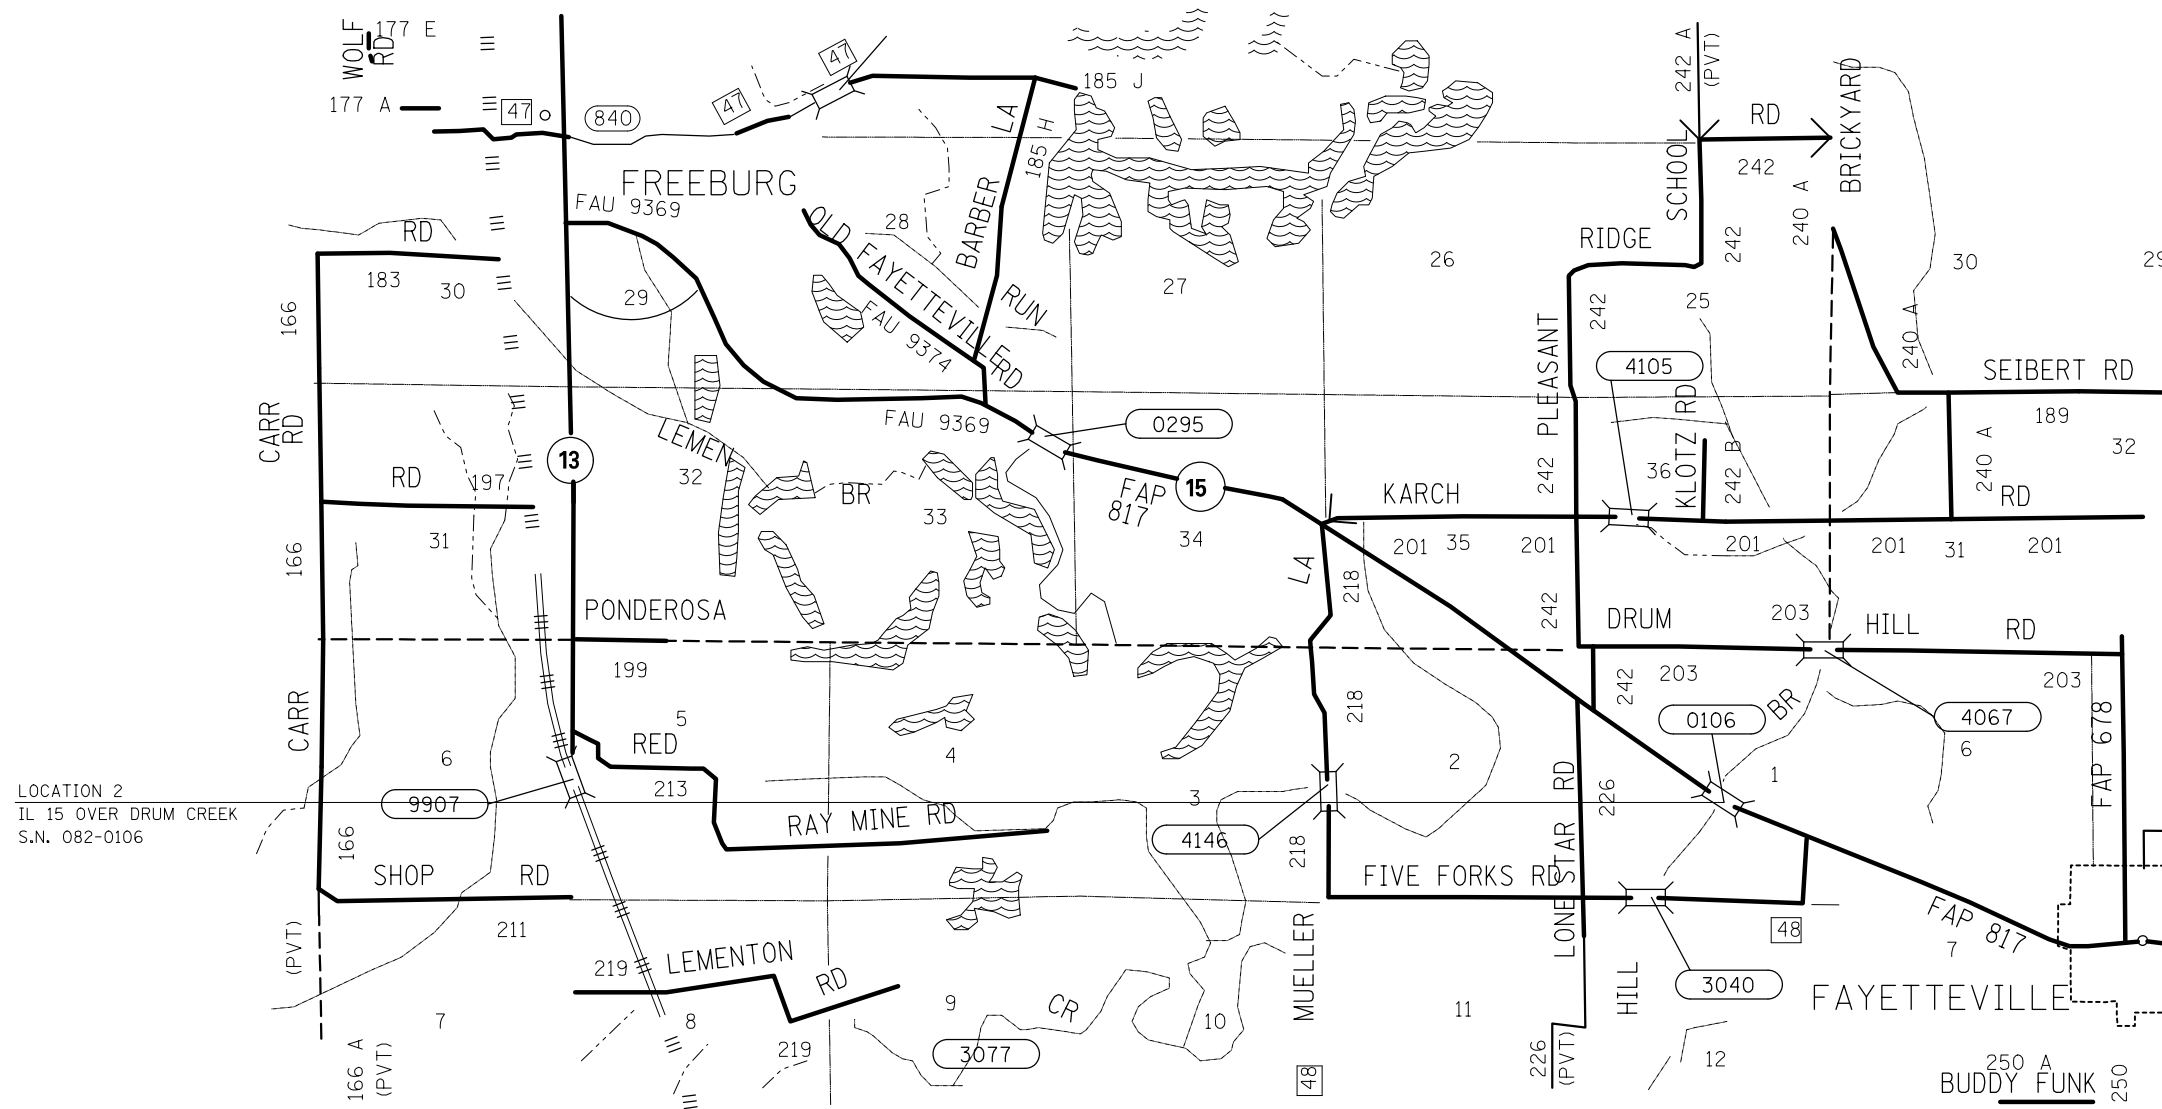 WOLF
RD
177 E
177 A
47
840
47
47
185 J
LA
185 H
BARBER
242 A
(PVT)
RD
242
BRICKYARD
SCHOOL
240 A
FREEBURG
FAU 9369
28
OLD FAYETTEVILLE RD
FAU 9374
RUN
27
26
RIDGE
242
30
29
RD
183
30
166
29
242
25
240 A
PLEASANT
4105
SEIBERT RD
189
CARR
RD
FAU 9369
0295
KLOTZ RD
242 B
36
240 A
32
13
LEMEN
32
BR
33
FAP
817
15
KARCH
242
RD
RD
197
31
166
34
LA
218
201
35
201
201
201
31
201
PONDEROSA
199
242
DRUM
203
HILL
RD
CARR
5
RED
213
6
4
218
2
242
203
BR
0106
4067
6
203
FAP 678
LOCATION 2
IL 15 OVER DRUM CREEK
S.N. 082-0106
9907
3
1
RAY MINE RD
4146
218
226
LONE STAR RD
166
SHOP
RD
211
FIVE FORKS RD
48
FAP 817
7
(PVT)
219
LEMENTON
RD
MUELLER
HILL
3040
FAYETTEVILLE
7
8
9
CR
10
11
219
3077
12
166 A
(PVT)
48
226
(PVT)
250 A
BUDDY FUNK
250